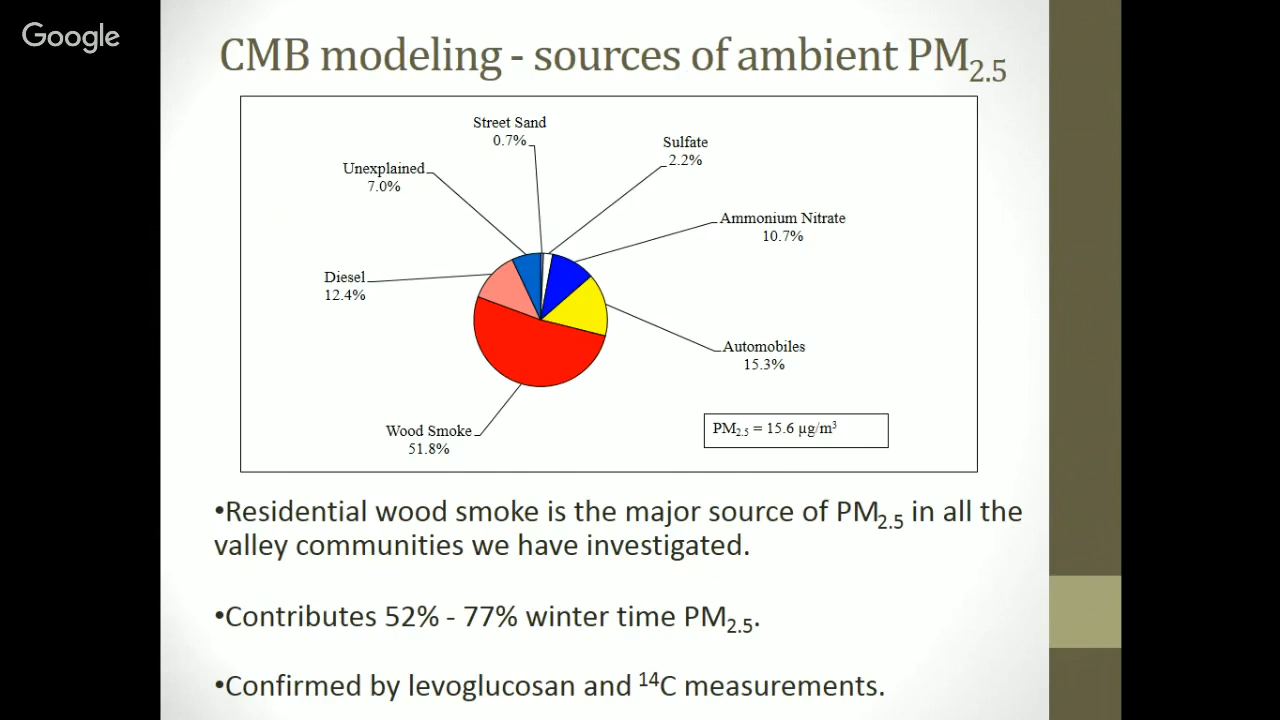 Google
CMB modeling - sources of ambient PM2.5
Street Sand
0.7%
Sulfate
2.2%
Unexplained
7.0%
Ammonium Nitrate
10.7%
Diesel
12.4%
Automobiles
15.3%
PM2.5 = 15.6 µg/m³
Wood Smoke
51.8%
•Residential wood smoke is the major source of PM2.5 in all the
valley communities we have investigated.
•Contributes 52% - 77% winter time PM2.5.
•Confirmed by levoglucosan and ¹⁴C measurements.